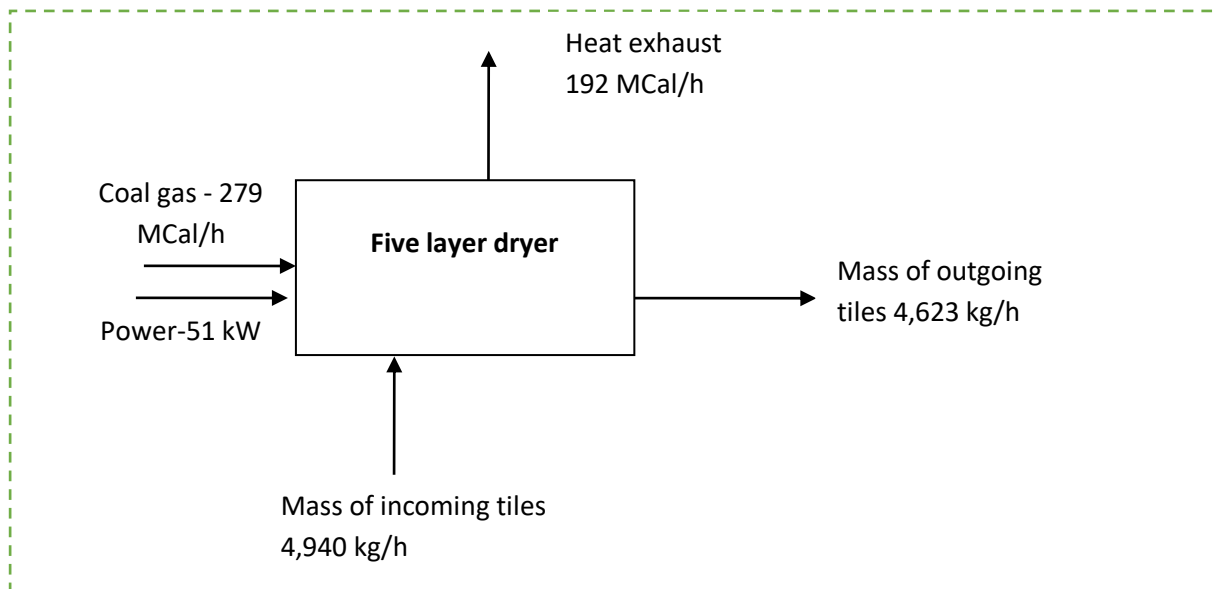 Heat exhaust
192 MCal/h
Coal gas - 279
MCal/h
Five layer dryer
Power-51 kW
Mass of outgoing
tiles 4,623 kg/h
Mass of incoming tiles
4,940 kg/h